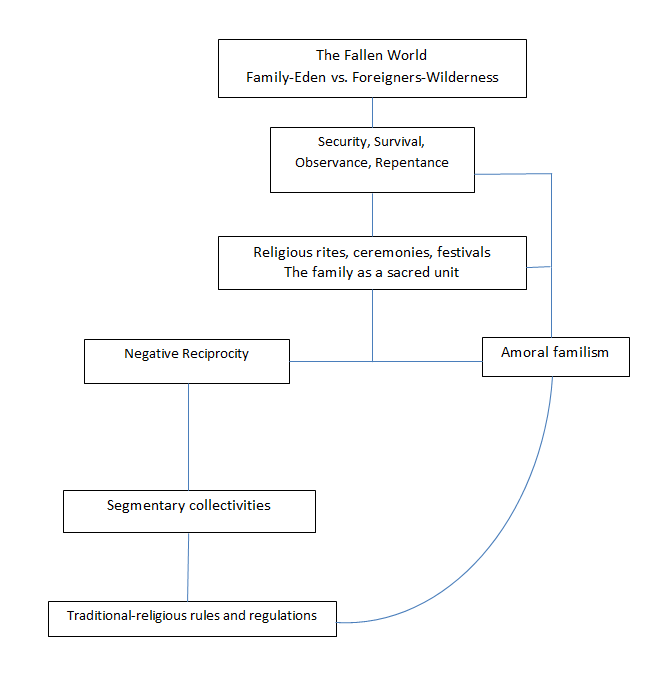 The Fallen World
Family-Eden vs. Foreigners-Wilderness
Security, Survival,
Observance, Repentance
Religious rites, ceremonies, festivals
The family as a sacred unit
Negative Reciprocity
Amoral familism
Segmentary collectivities
Traditional-religious rules and regulations